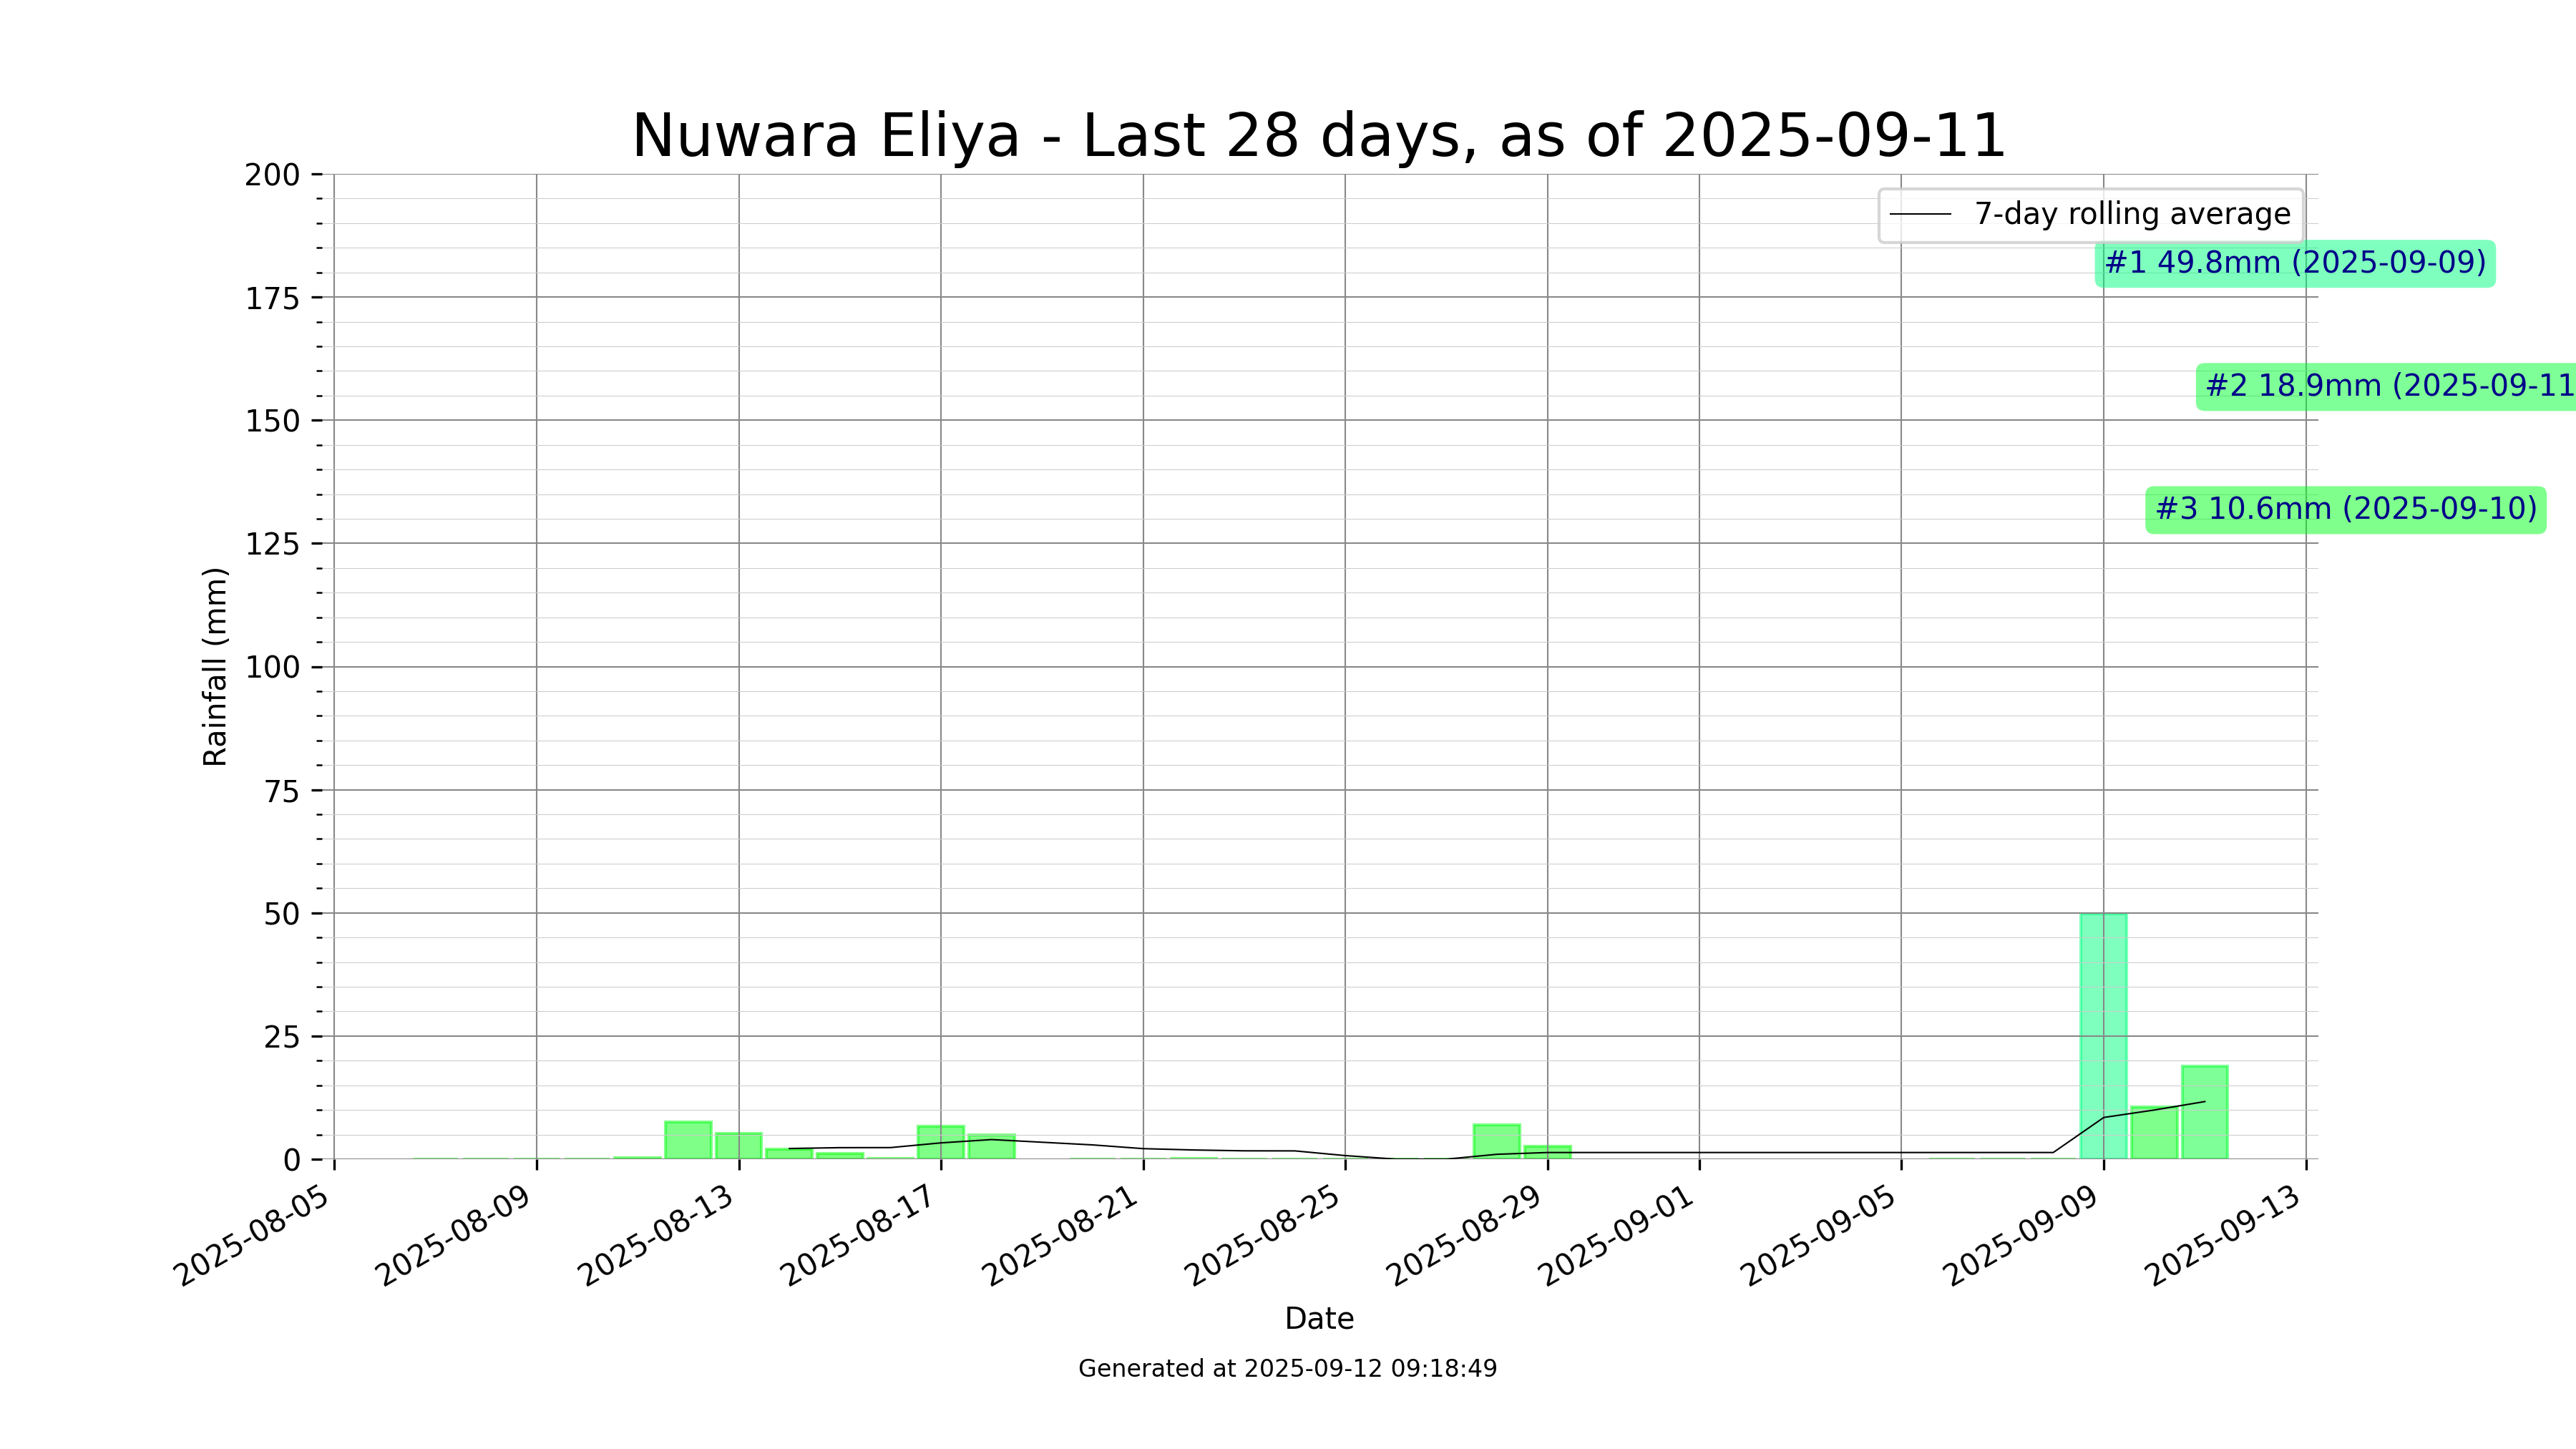 Nuwara Eliya - Last 28 days, as of 2025-09-11
200
175
150
125
100
75
50
25
0
Rainfall (mm)
7-day rolling average
#1 49.8mm (2025-09-09)
#2 18.9mm (2025-09-11
#3 10.6mm (2025-09-10)
2025-08-05
2025-08-09
2025-08-13
2025-08-17
2025-08-21
2025-08-25
2025-08-29
2025-09-01
2025-09-05
2025-09-09
2025-09-13
Date
Generated at 2025-09-12 09:18:49